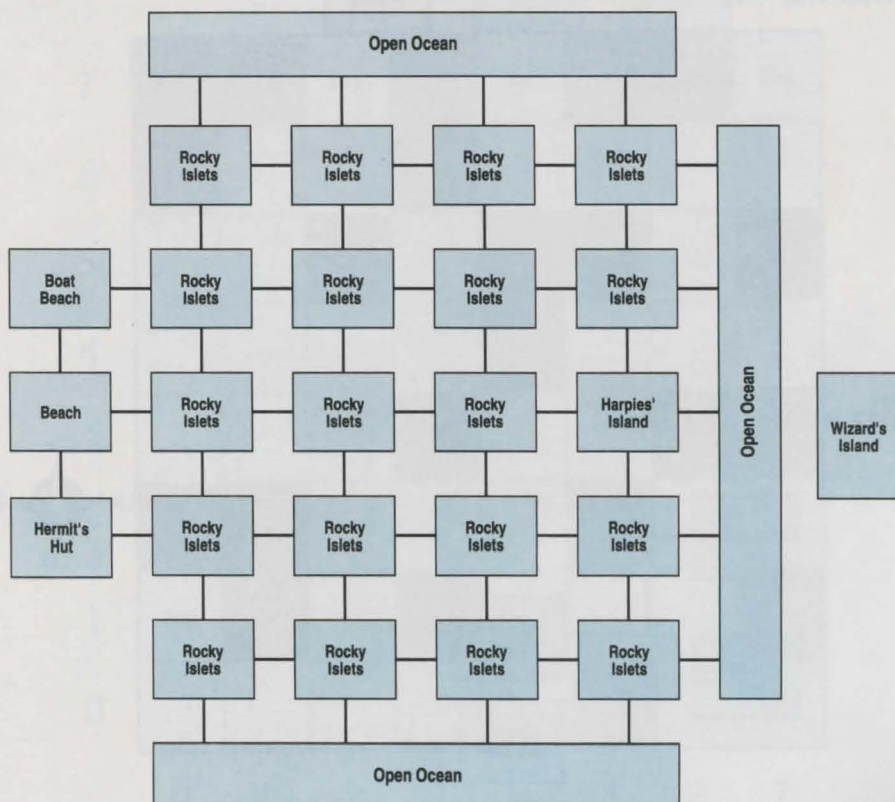 Open Ocean
Rocky
Islets
Rocky
Islets
Rocky
Islets
Rocky
Islets
Boat
Beach
Rocky
Islets
Rocky
Islets
Rocky
Islets
Rocky
Islets
Beach
Rocky
Islets
Rocky
Islets
Rocky
Islets
Harpies'
Island
Open Ocean
Wizard's
Island
Hermit's
Hut
Rocky
Islets
Rocky
Islets
Rocky
Islets
Rocky
Islets
Rocky
Islets
Rocky
Islets
Rocky
Islets
Rocky
Islets
Open Ocean